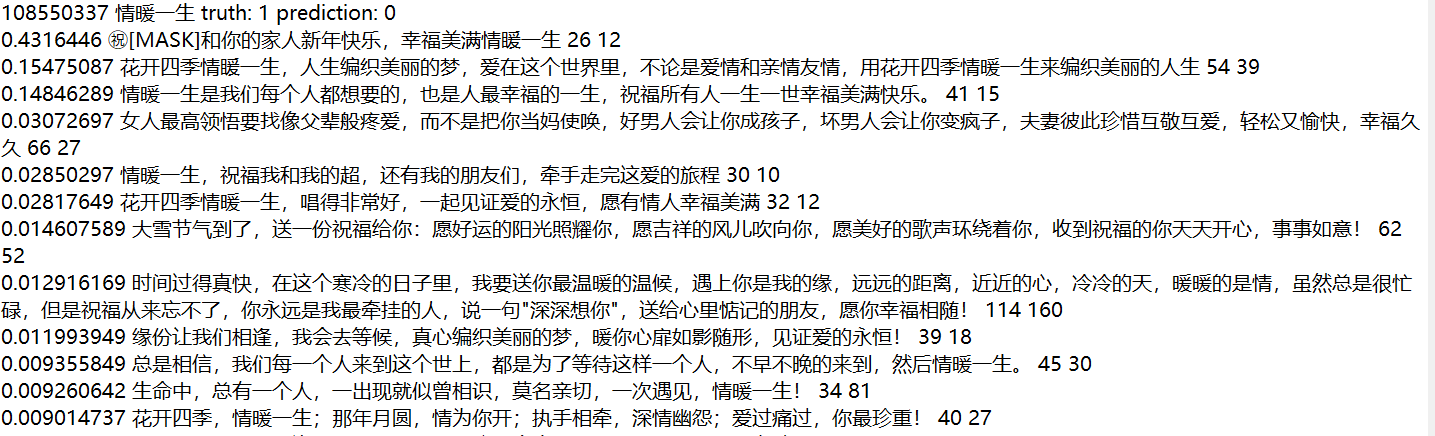 108550337 情暖一生 truth: 1 prediction: 0
0.4316446 ㊗[MASK]和你的家人新年快乐，幸福美满情暖一生 26 12
0.15475087 花开四季情暖一生，人生编织美丽的梦，爱在这个世界里，不论是爱情和亲情友情，用花开四季情暖一生来编织美丽的人生 54 39
0.14846289 情暖一生是我们每个人都想要的，也是人最幸福的一生，祝福所有人一生一世幸福美满快乐。 41 15
0.03072697 女人最高领悟要找像父辈般疼爱，而不是把你当妈使唤，好男人会让你成孩子，坏男人会让你变疯子，夫妻彼此珍惜互敬互爱，轻松又愉快，幸福久
久 66 27
0.02850297 情暖一生，祝福我和我的超，还有我的朋友们，牵手走完这爱的旅程 30 10
0.02817649 花开四季情暖一生，唱得非常好，一起见证爱的永恒，愿有情人幸福美满 32 12
0.014607589 大雪节气到了，送一份祝福给你：愿好运的阳光照耀你，愿吉祥的风儿吹向你，愿美好的歌声环绕着你，收到祝福的你天天开心，事事如意！ 62
52
0.012916169 时间过得真快，在这个寒冷的日子里，我要送你最温暖的温候，遇上你是我的缘，远远的距离，近近的心，冷冷的天，暖暖的是情，虽然总是很忙
碌，但是祝福从来忘不了，你永远是我最牵挂的人，说一句"深深想你"，送给心里惦记的朋友，愿你幸福相随！ 114 160
0.011993949 缘份让我们相逢，我会去等候，真心编织美丽的梦，暖你心扉如影随形，见证爱的永恒！ 39 18
0.009355849 总是相信，我们每一个人来到这个世上，都是为了等待这样一个人，不早不晚的来到，然后情暖一生。 45 30
0.009260642 生命中，总有一个人，一出现就似曾相识，莫名亲切，一次遇见，情暖一生！ 34 81
0.009014737 花开四季，情暖一生；那年月圆，情为你开；执手相牵，深情幽怨；爱过痛过，你最珍重！ 40 27